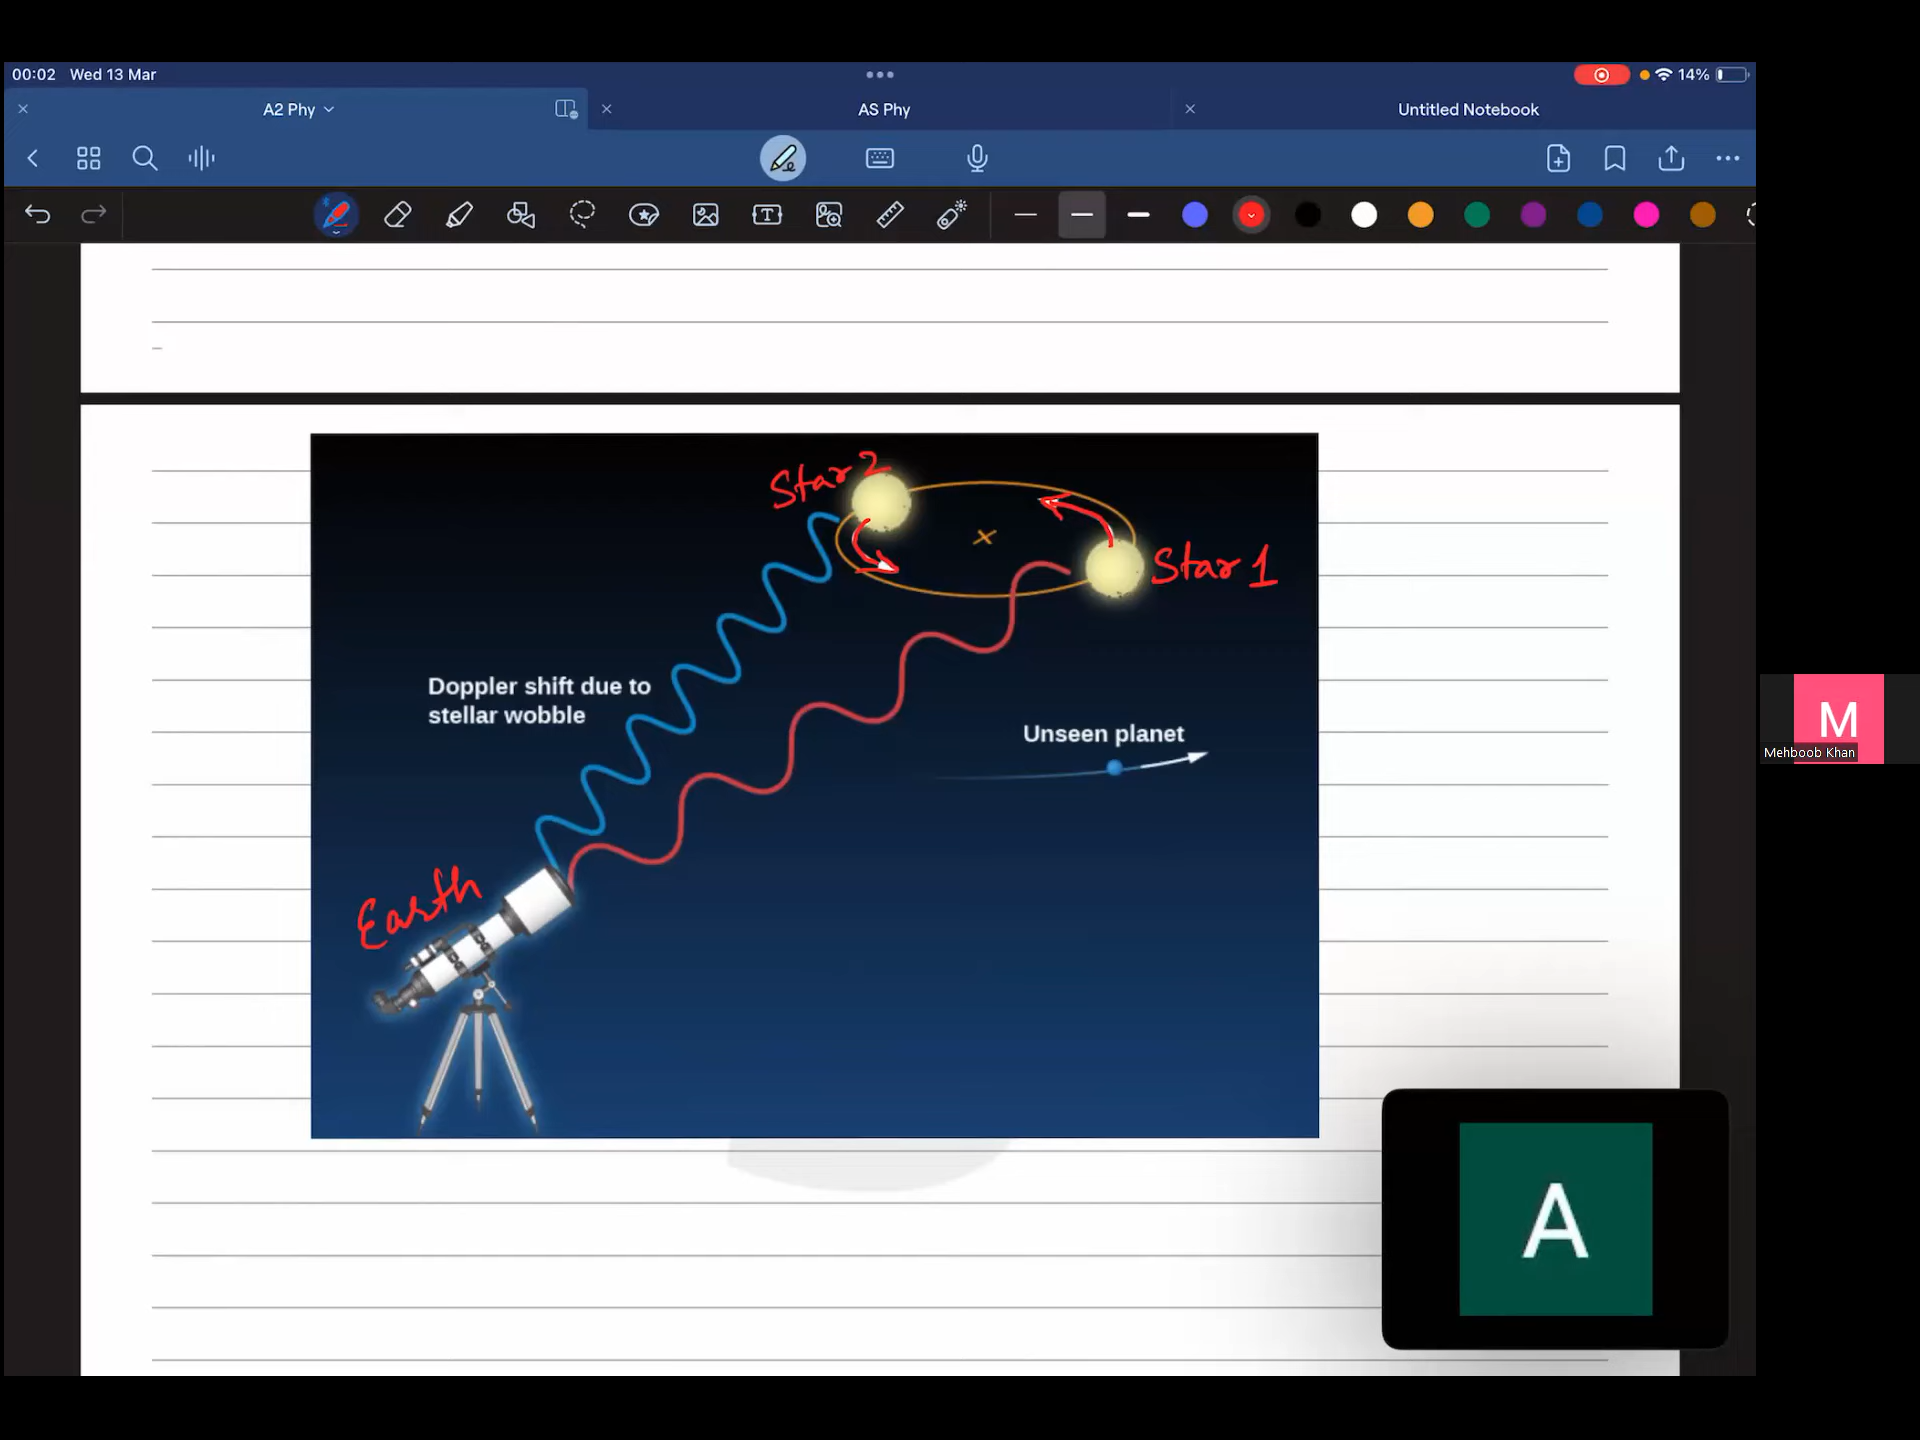 00:02 Wed 13 Mar
14%
A2 Phy
AS Phy
Untitled Notebook
Star 2
Star 1
Doppler shift due to
stellar wobble
Unseen planet
Earth
M
Mehboob Khan
A